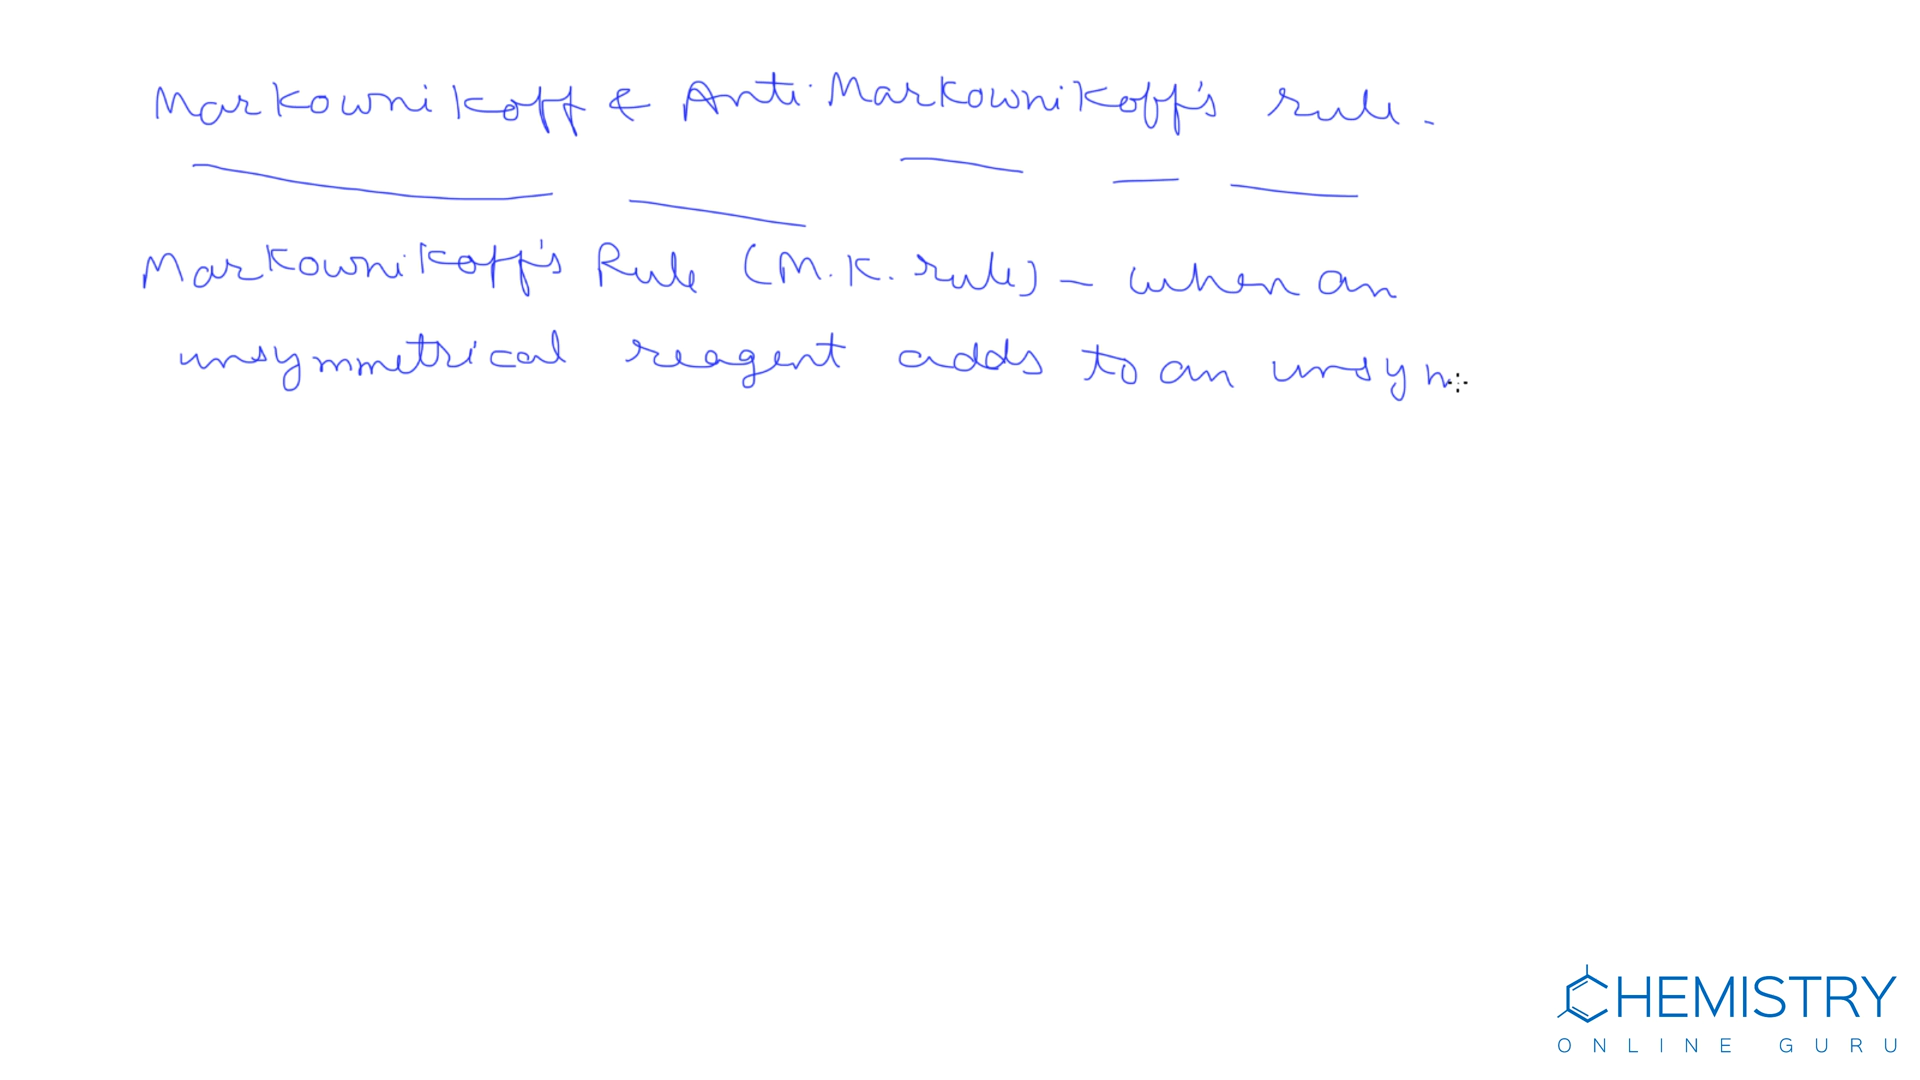 Markownikoff & Anti-Markownikoff's rule.
Markownikoff's Rule (M.K. rule) - when an
unsymmetrical reagent adds to an unsym
CHEMISTRY
ONLINE GURU